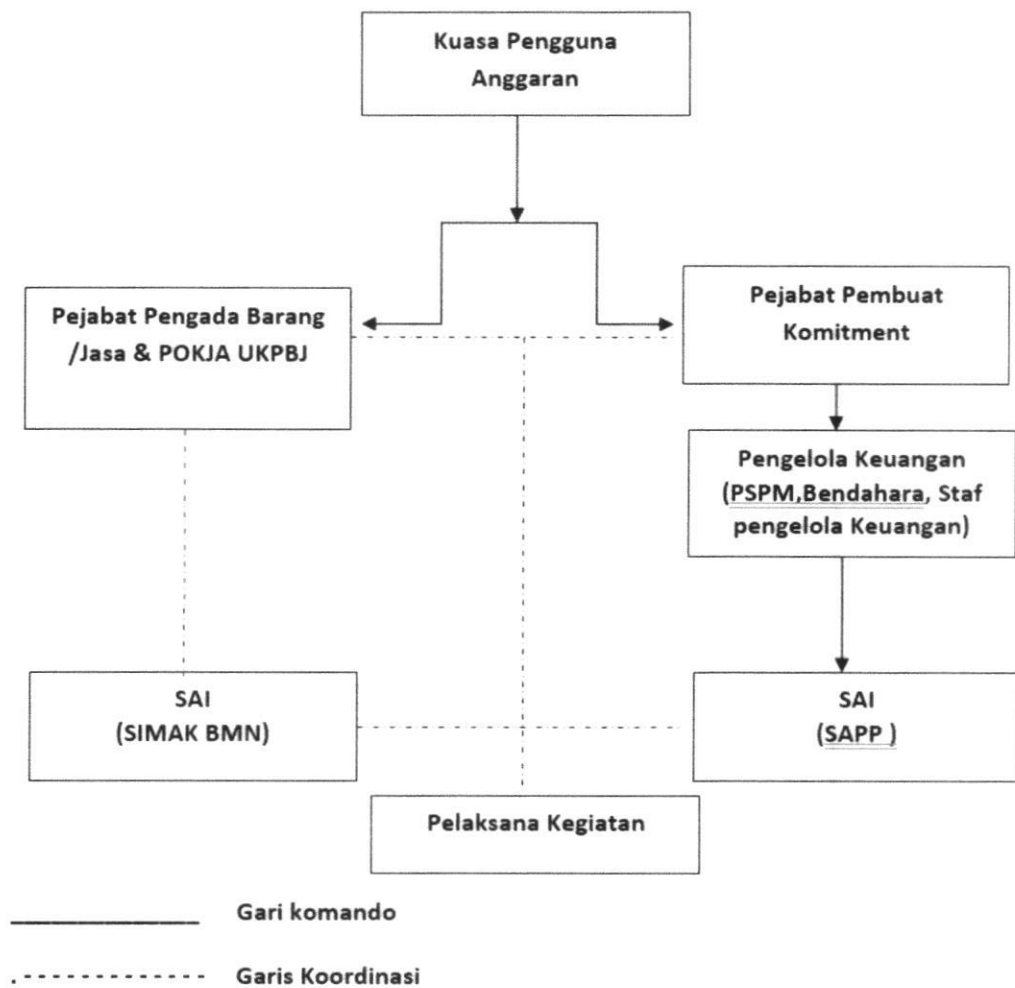 Kuasa Pengguna
Anggaran
Pejabat Pengada Barang
/Jasa & POKJA UKPBJ
Pejabat Pembuat
Komitment
Pengelola Keuangan
(PSPM,Bendahara, Staf
pengelola Keuangan)
SAI
(SIMAK BMN)
SAI
(SAPP )
Pelaksana Kegiatan
Gari komando
Garis Koordinasi